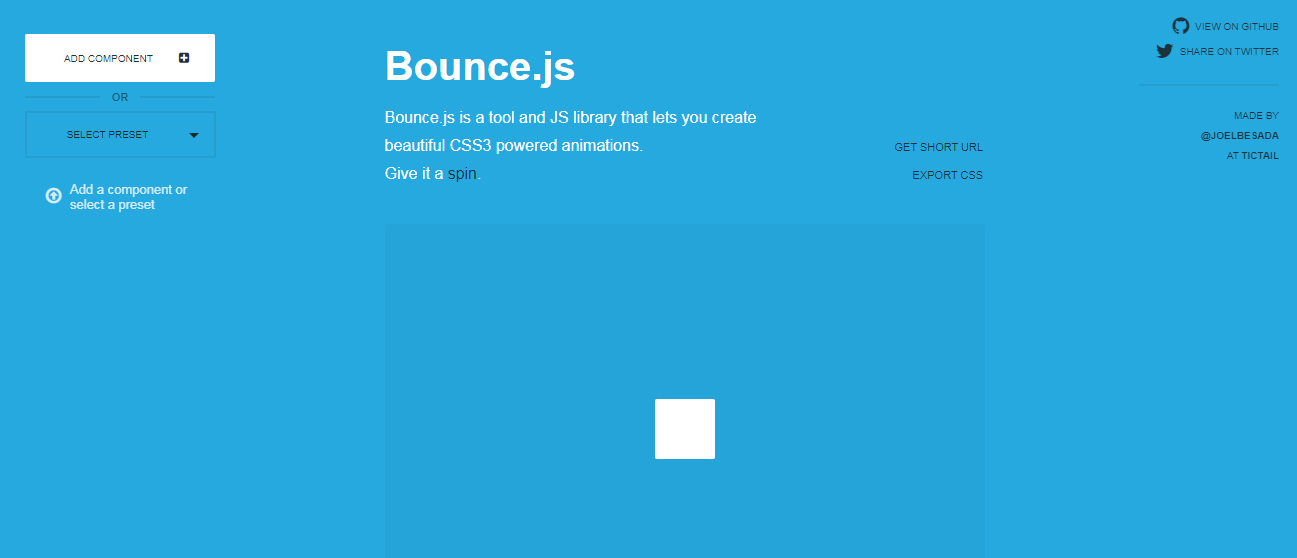 ADD COMPONENT
OR
SELECT PRESET
Add a component or
select a preset
Bounce.js
Bounce.js is a tool and JS library that lets you create
beautiful CSS3 powered animations.
Give it a spin.
GET SHORT URL
EXPORT CSS
VIEW ON GITHUB
SHARE ON TWITTER
MADE BY
@JOELBESADA
AT TICTAIL